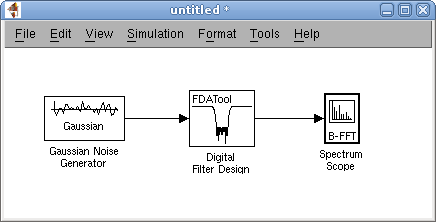 untitled *
File Edit View Simulation Format Tools Help
FDATool
Gaussian
B-FFT
Gaussian Noise
Generator
Digital
Filter Design
Spectrum
Scope